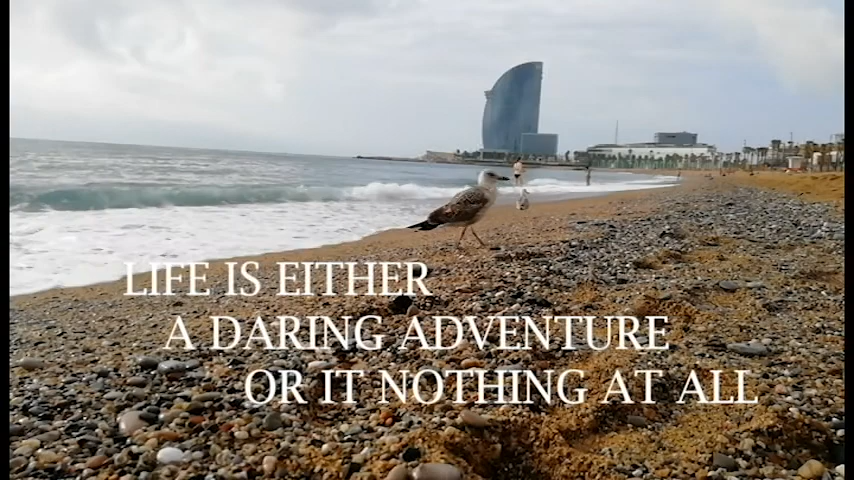 LIFE IS EITHER
A DARING ADVENTURE
OR IT NOTHING AT ALL